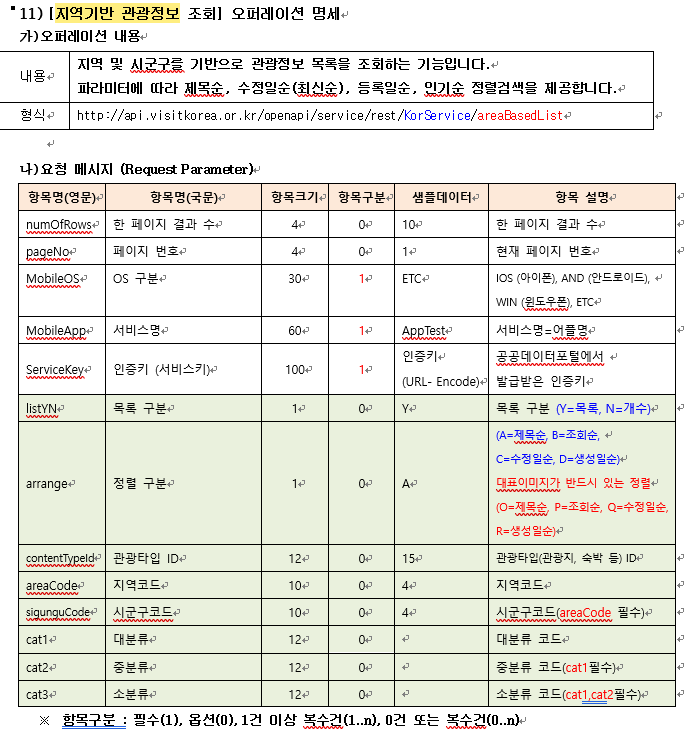 11) [지역기반 관광정보 조회] 오퍼레이션 명세
가)오퍼레이션 내용
내용 지역 및 시군구를 기반으로 관광정보 목록을 조회하는 기능입니다.
파라미터에 따라 제목순, 수정일순(최신순), 등록일순, 인기순 정렬검색을 제공합니다.
형식 http://api.visitkorea.or.kr/openapi/service/rest/KorService/areaBasedList
나)요청 메시지 (Request Parameter)
항목명(영문) 항목명(국문) 항목크기 항목구분 샘플데이터 항목 설명
numOfRows 한 페이지 결과 수 4 0 10 한 페이지 결과 수
pageNo 페이지 번호 4 0 1 현재 페이지 번호
MobileOS OS 구분 30 1 ETC IOS (아이폰), AND (안드로이드),
WIN (윈도우폰), ETC
MobileApp 서비스명 60 1 AppTest 서비스명=어플명
ServiceKey 인증키 (서비스키) 100 1 인증키
(URL- Encode) 공공데이터포털에서
발급받은 인증키
listYN 목록 구분 1 0 Y 목록 구분 (Y=목록, N=개수)
arrange 정렬 구분 1 0 A (A=제목순, B=조회순,
C=수정일순, D=생성일순)
대표이미지가 반드시 있는 정렬
(O=제목순, P=조회순, Q=수정일순,
R=생성일순)
contentTypeId 관광타입 ID 12 0 15 관광타입(관광지, 숙박 등) ID
areaCode 지역코드 10 0 4 지역코드
sigunguCode 시군구코드 10 0 4 시군구코드(areaCode 필수)
cat1 대분류 12 0 대분류 코드
cat2 중분류 12 0 중분류 코드(cat1필수)
cat3 소분류 12 0 소분류 코드(cat1,cat2필수)
※ 항목구분 : 필수(1), 옵션(0), 1건 이상 복수건(1..n), 0건 또는 복수건(0..n)